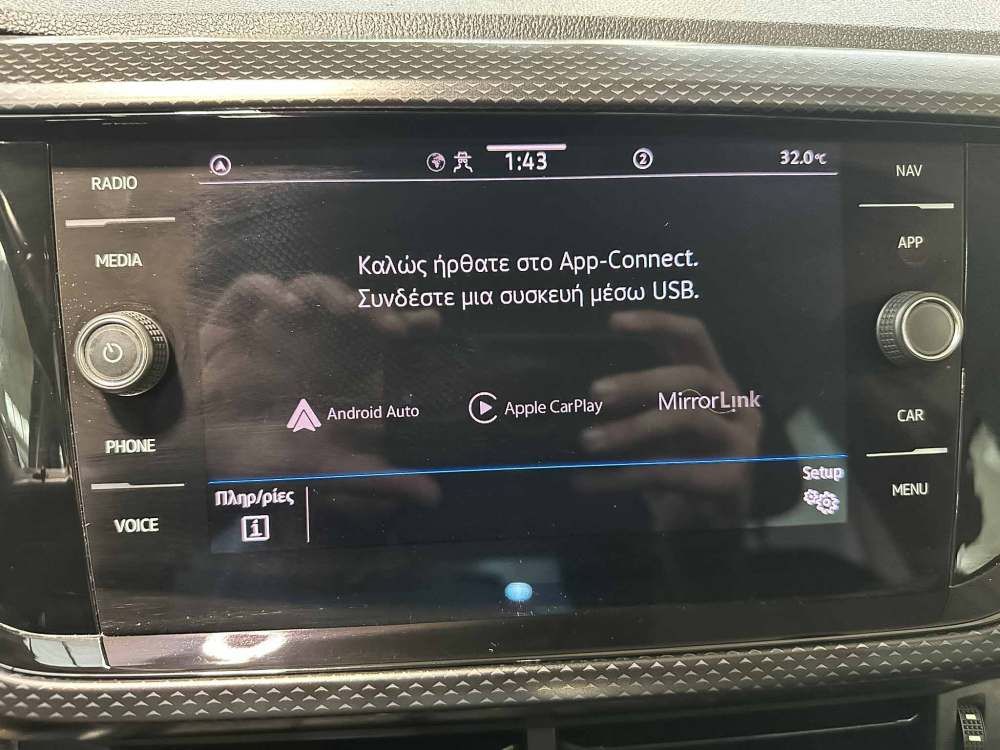 1:43
2
32.0°C
RADIO
MEDIA
PHONE
VOICE
Καλώς ήρθατε στο App-Connect.
Συνδέστε μια συσκευή μέσω USB.
Android Auto
Apple CarPlay
MirrorLink
Πληρ/ρίες
i
Setup
NAV
APP
CAR
MENU